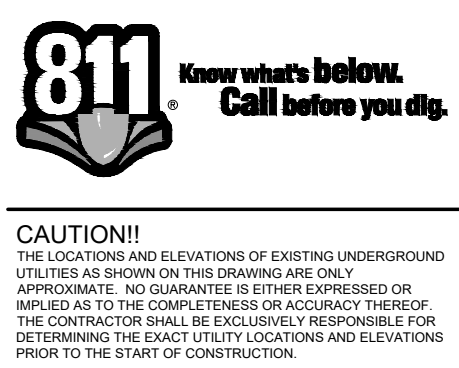 811
®
Know what's below.
Call before you dig.
CAUTION!!
THE LOCATIONS AND ELEVATIONS OF EXISTING UNDERGROUND
UTILITIES AS SHOWN ON THIS DRAWING ARE ONLY
APPROXIMATE. NO GUARANTEE IS EITHER EXPRESSED OR
IMPLIED AS TO THE COMPLETENESS OR ACCURACY THEREOF.
THE CONTRACTOR SHALL BE EXCLUSIVELY RESPONSIBLE FOR
DETERMINING THE EXACT UTILITY LOCATIONS AND ELEVATIONS
PRIOR TO THE START OF CONSTRUCTION.